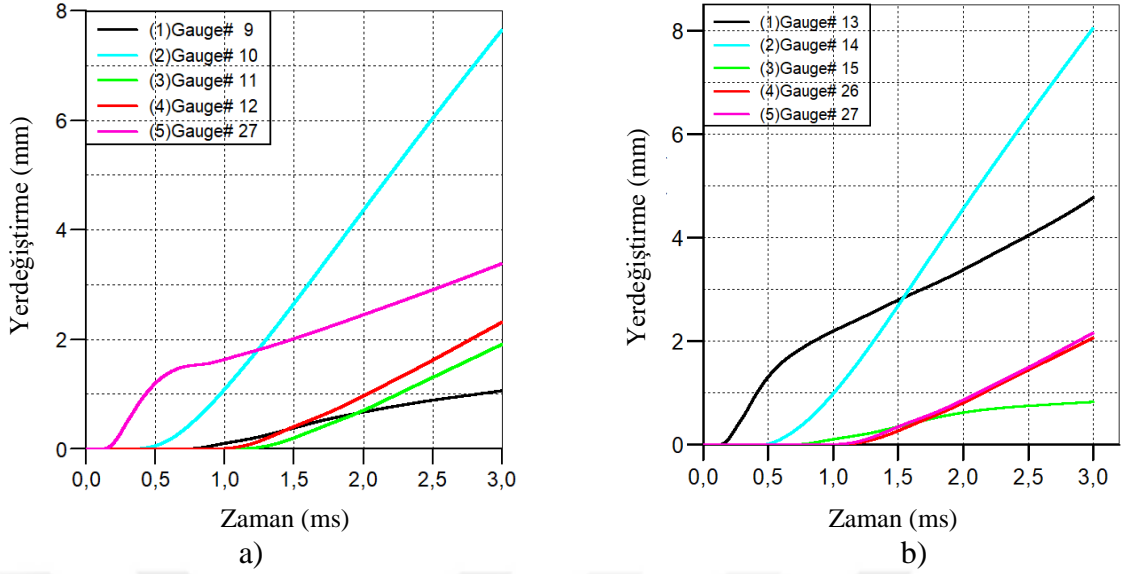 8
6
4
2
0
Yerdeğiştirme (mm)
(1)Gauge# 9
(2)Gauge# 10
(3)Gauge# 11
(4)Gauge# 12
(5)Gauge# 27
0,0 0,5 1,0 1,5 2,0 2,5 3,0
Zaman (ms)
a)
8
6
4
2
0
Yerdeğiştirme (mm)
(1)Gauge# 13
(2)Gauge# 14
(3)Gauge# 15
(4)Gauge# 26
(5)Gauge# 27
0,0 0,5 1,0 1,5 2,0 2,5 3,0
Zaman (ms)
b)